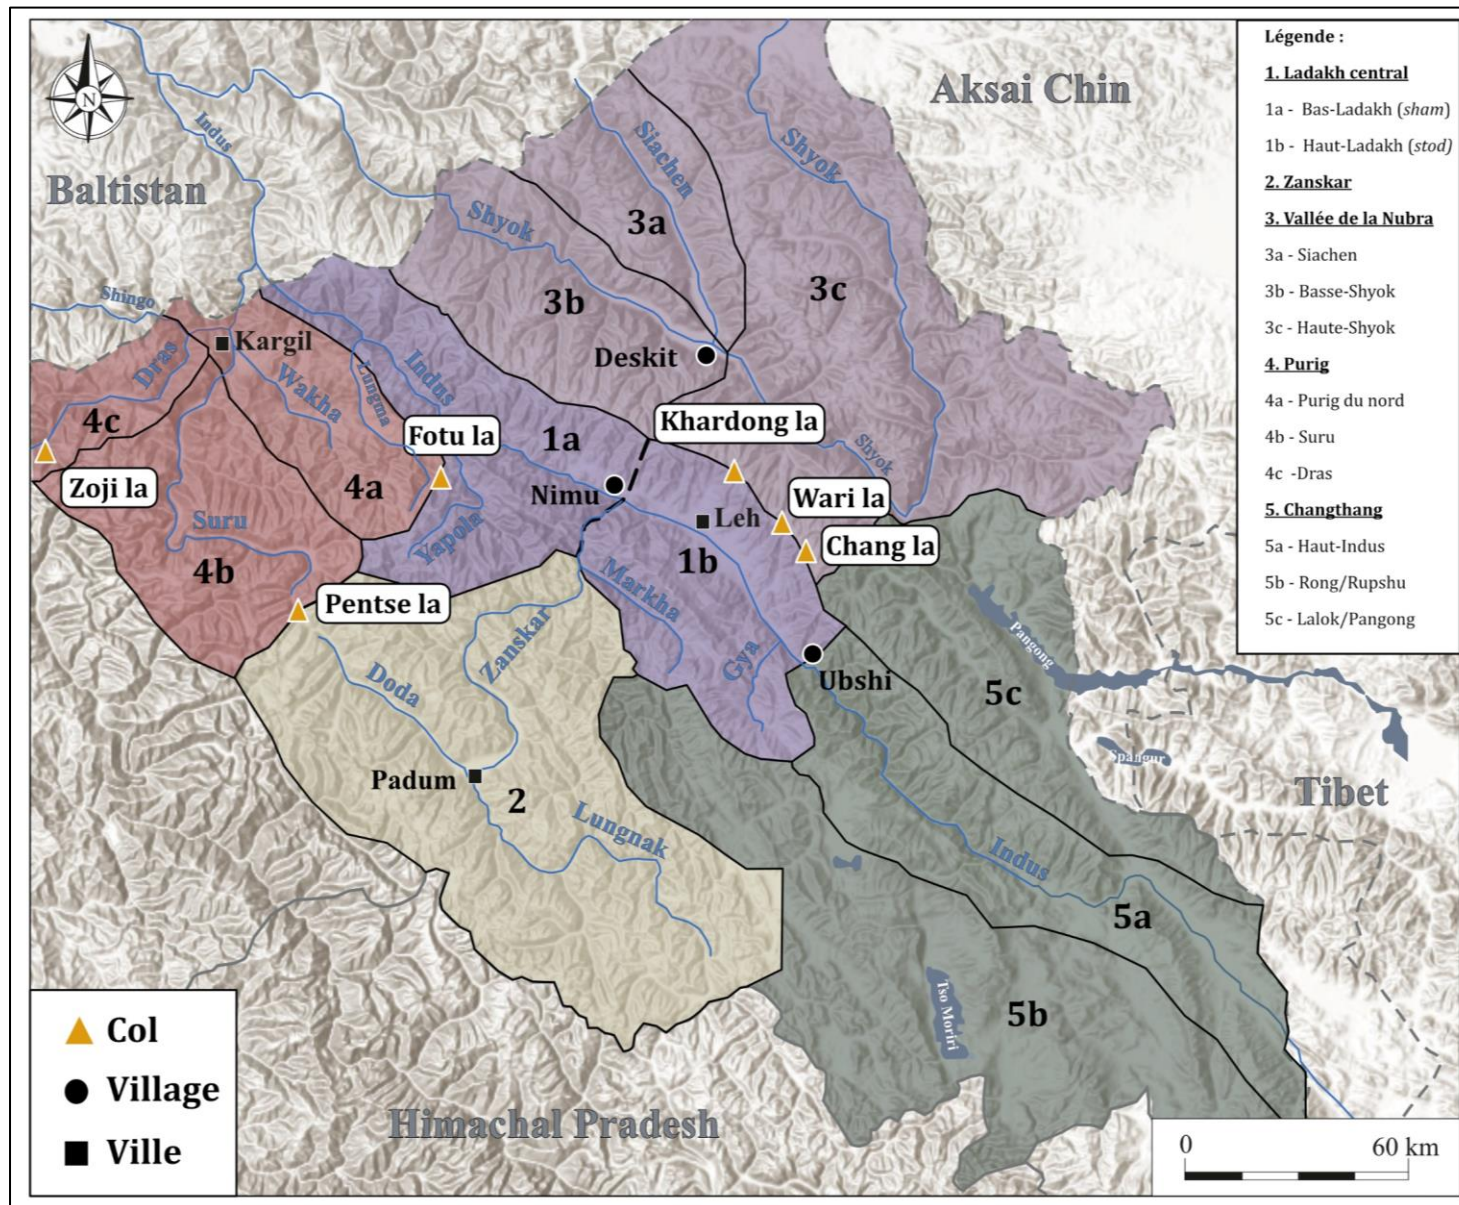 Légende :
1. Ladakh central
1a - Bas-Ladakh (sham)
1b - Haut-Ladakh (stod)
2. Zanskar
3. Vallée de la Nubra
3a - Siachen
3b - Basse-Shyok
3c - Haute-Shyok
4. Purig
4a - Purig du nord
4b - Suru
4c -Dras
5. Changthang
5a - Haut-Indus
5b - Rong/Rupshu
5c - Lalok/Pangong
N
Aksai Chin
Baltistan
Indus
Siachen
Shyok
Shyok
3a
3b
3c
Shingo
Kargil
Deskit
Dras
Wakha
Lungma
Indus
4c
Fotu la
1a
Khardong la
Shyok
Zoji la
4a
Nimu
Leh
Wari la
Suru
Yapola
Chang la
4b
1b
Pentse la
Markha
Pangong
Zanskar
Gya
Ubshi
Doda
5c
Spangur
Padum
2
Tibet
Lungnak
Indus
5a
Tso Moriri
5b
Himachal Pradesh
Col
Village
Ville
0 60 km